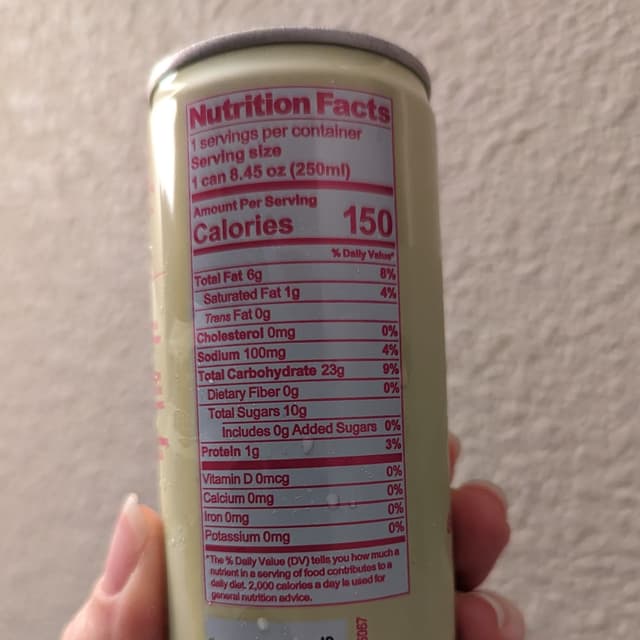 Nutrition Facts
1 servings per container
Serving size
1 can 8.45 oz (250ml)
Amount Per Serving
Calories 150
% Daily Value*
Total Fat 6g 8%
Saturated Fat 1g 4%
Trans Fat 0g
Cholesterol 0mg 0%
Sodium 100mg 4%
Total Carbohydrate 23g 9%
Dietary Fiber 0g 0%
Total Sugars 10g
Includes 0g Added Sugars 0%
Protein 1g 3%
Vitamin D 0mcg 0%
Calcium 0mg 0%
Iron 0mg 0%
Potassium 0mg 0%
*The % Daily Value (DV) tells you how much a
nutrient in a serving of food contributes to a
daily diet. 2,000 calories a day is used for
general nutrition advice.